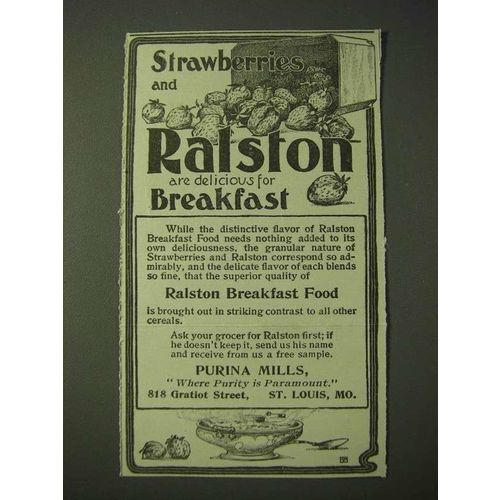 Strawberries
and
Ralston
are delicious for
Breakfast
While the distinctive flavor of Ralston
Breakfast Food needs nothing added to its
own deliciousness, the granular nature of
Strawberries and Ralston correspond so ad-
mirably, and the delicate flavor of each blends
so fine, that the superior quality of
Ralston Breakfast Food
is brought out in striking contrast to all other
cereals.
Ask your grocer for Ralston first; if
he doesn't keep it, send us his name
and receive from us a free sample.
PURINA MILLS,
"Where Purity is Paramount."
818 Gratiot Street, ST. LOUIS, MO.